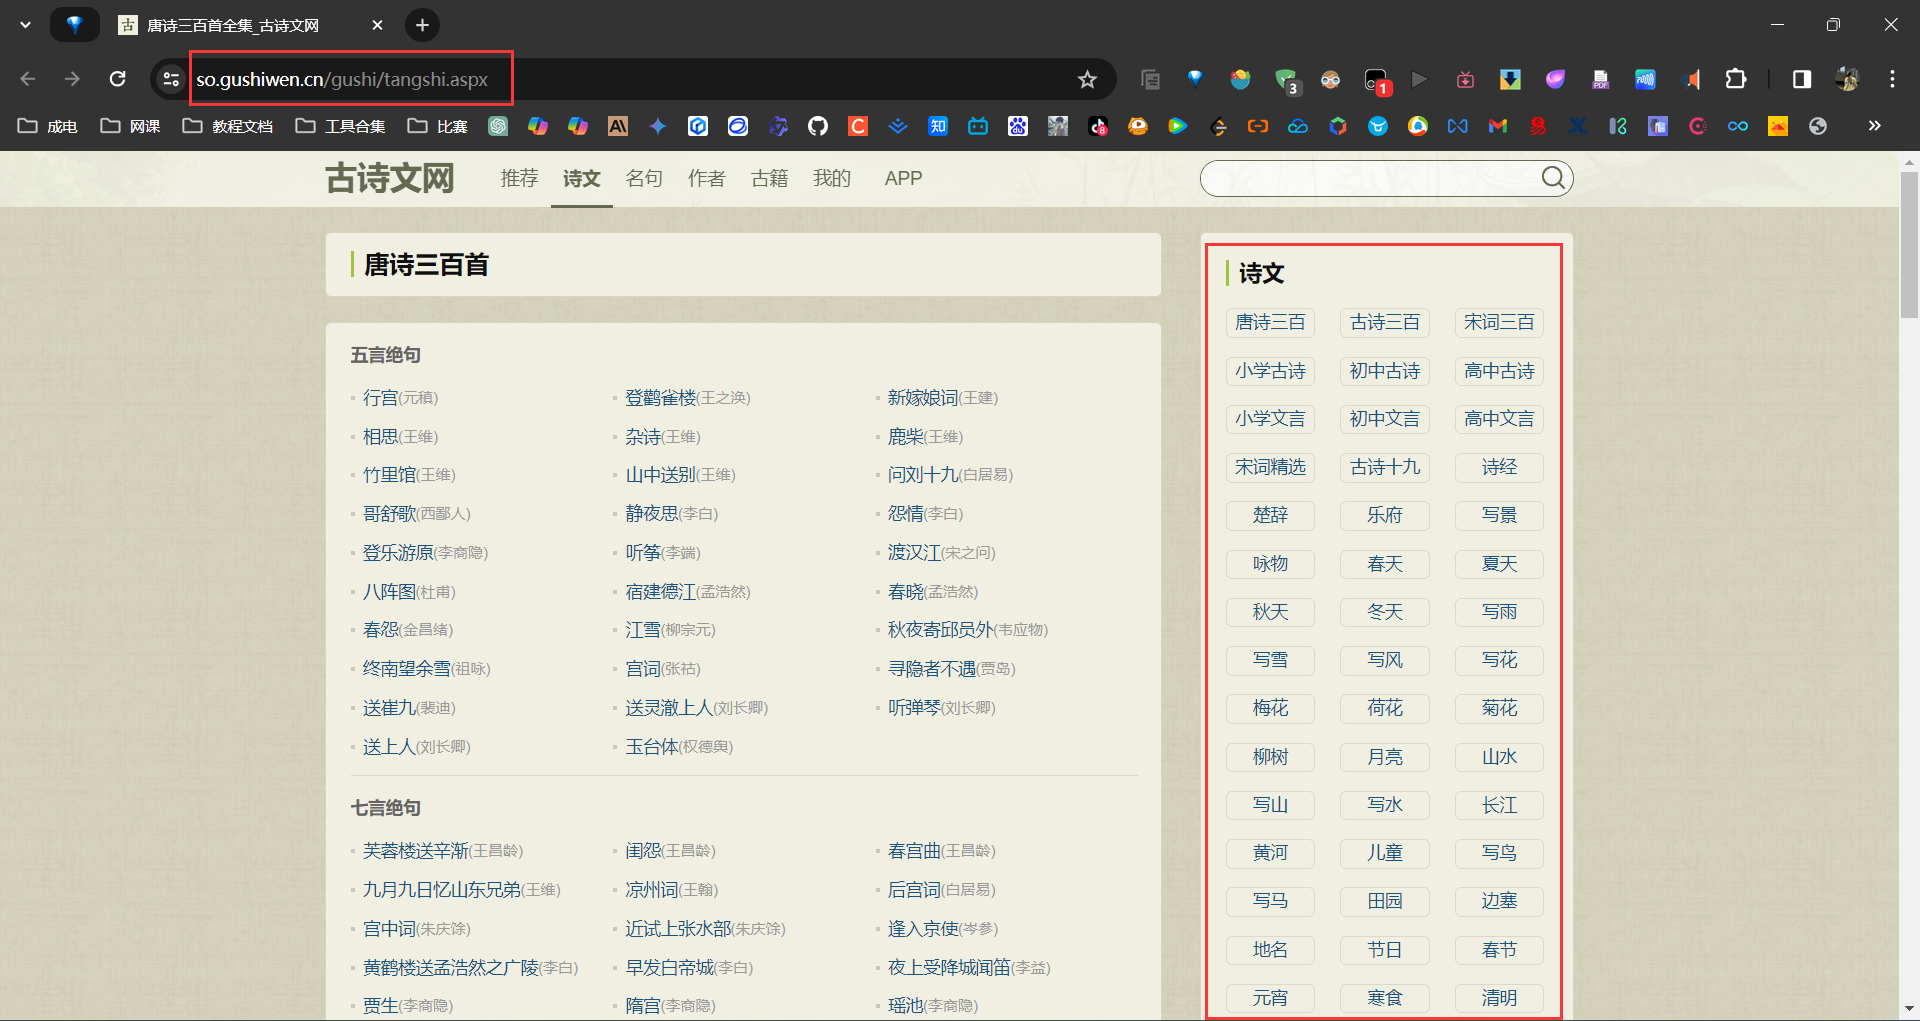 唐诗三百首全集_古诗文网
so.gushiwen.cn/gushi/tangshi.aspx
3
1
成电 网课 教程文档 工具合集 比赛
古诗文网 推荐 诗文 名句 作者 古籍 我的 APP
唐诗三百首
五言绝句
行宫(元稹) 登鹳雀楼(王之涣) 新嫁娘词(王建)
相思(王维) 杂诗(王维) 鹿柴(王维)
竹里馆(王维) 山中送别(王维) 问刘十九(白居易)
哥舒歌(西鄙人) 静夜思(李白) 怨情(李白)
登乐游原(李商隐) 听筝(李端) 渡汉江(宋之问)
八阵图(杜甫) 宿建德江(孟浩然) 春晓(孟浩然)
春怨(金昌绪) 江雪(柳宗元) 秋夜寄邱员外(韦应物)
终南望余雪(祖咏) 宫词(张祜) 寻隐者不遇(贾岛)
送崔九(裴迪) 送灵澈上人(刘长卿) 听弹琴(刘长卿)
送上人(刘长卿) 玉台体(权德舆)
七言绝句
芙蓉楼送辛渐(王昌龄) 闺怨(王昌龄) 春宫曲(王昌龄)
九月九日忆山东兄弟(王维) 凉州词(王翰) 后宫词(白居易)
宫中词(朱庆馀) 近试上张水部(朱庆馀) 逢入京使(岑参)
黄鹤楼送孟浩然之广陵(李白) 早发白帝城(李白) 夜上受降城闻笛(李益)
贾生(李商隐) 隋宫(李商隐) 瑶池(李商隐)
诗文
唐诗三百 古诗三百 宋词三百
小学古诗 初中古诗 高中古诗
小学文言 初中文言 高中文言
宋词精选 古诗十九 诗经
楚辞 乐府 写景
咏物 春天 夏天
秋天 冬天 写雨
写雪 写风 写花
梅花 荷花 菊花
柳树 月亮 山水
写山 写水 长江
黄河 儿童 写鸟
写马 田园 边塞
地名 节日 春节
元宵 寒食 清明